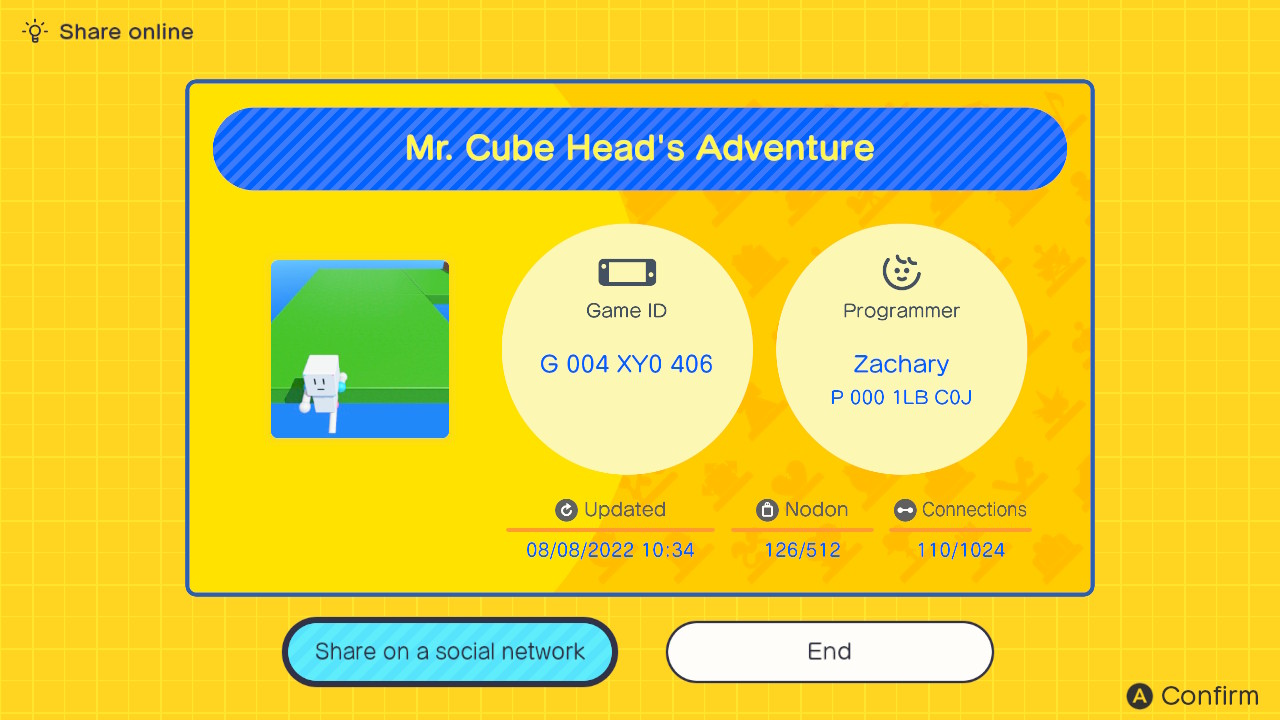 Share online
Mr. Cube Head's Adventure
Game ID
G 004 XY0 406
Programmer
Zachary
P 000 1LB C0J
Updated
08/08/2022 10:34
Nodon
126/512
Connections
110/1024
Share on a social network
End
A Confirm